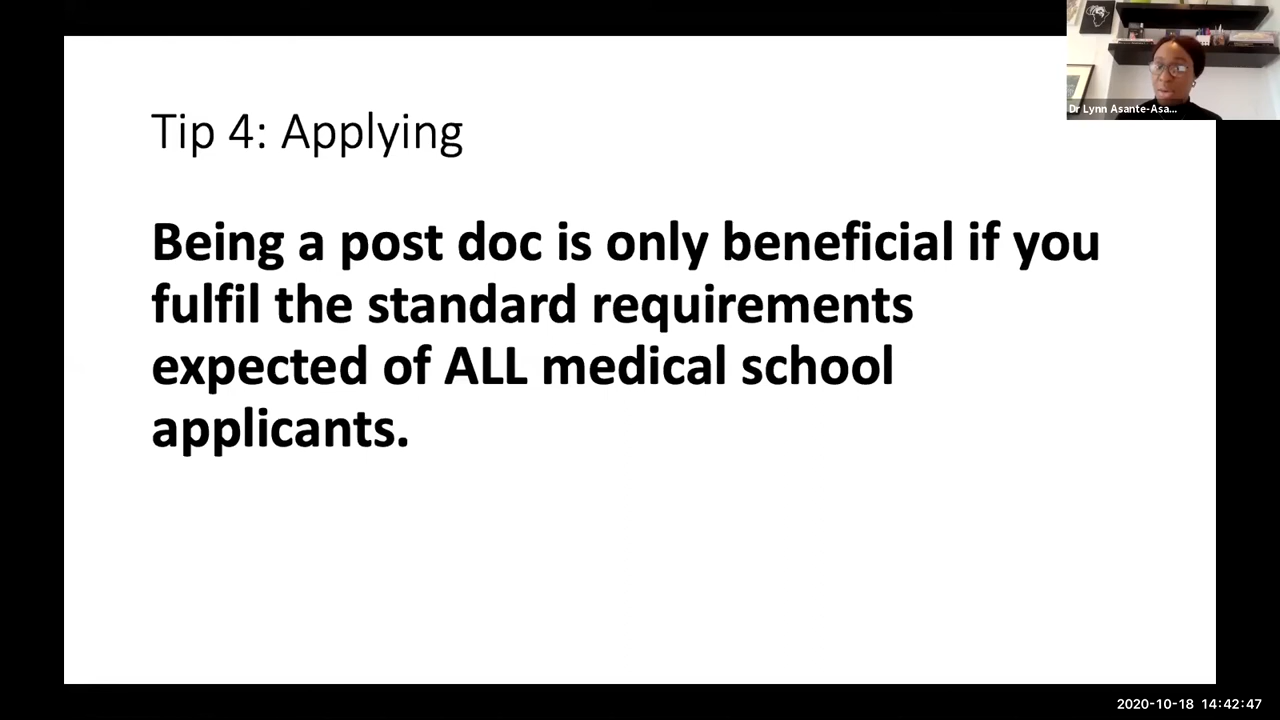 Dr Lynn Asante-Asa...
Tip 4: Applying
Being a post doc is only beneficial if you
fulfil the standard requirements
expected of ALL medical school
applicants.
2020-10-18 14:42:47